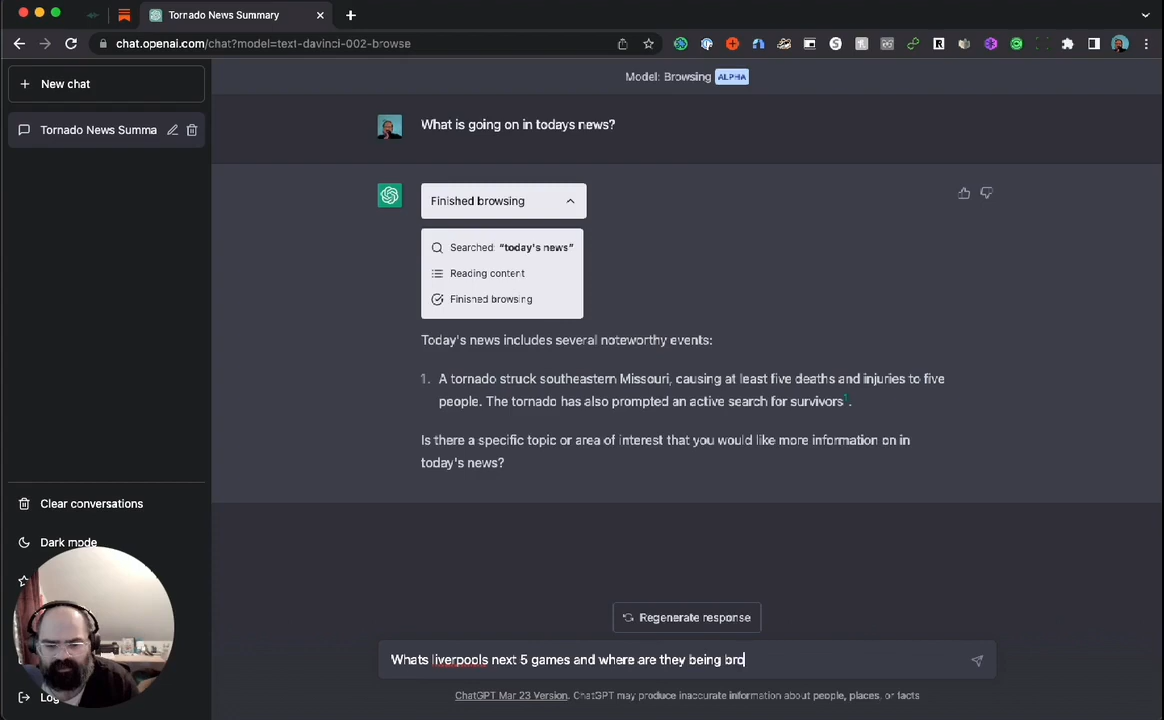 Tornado News Summary
chat.openai.com/chat?model=text-davinci-002-browse
New chat
Model: Browsing ALPHA
Tornado News Summa
What is going on in todays news?
Finished browsing
Searched: "today's news"
Reading content
Finished browsing
Today's news includes several noteworthy events:
1. A tornado struck southeastern Missouri, causing at least five deaths and injuries to five
people. The tornado has also prompted an active search for survivors¹.
Is there a specific topic or area of interest that you would like more information on in
today's news?
Clear conversations
Dark mode
Lo
Regenerate response
Whats liverpools next 5 games and where are they being bro
ChatGPT Mar 23 Version. ChatGPT may produce inaccurate information about people, places, or facts